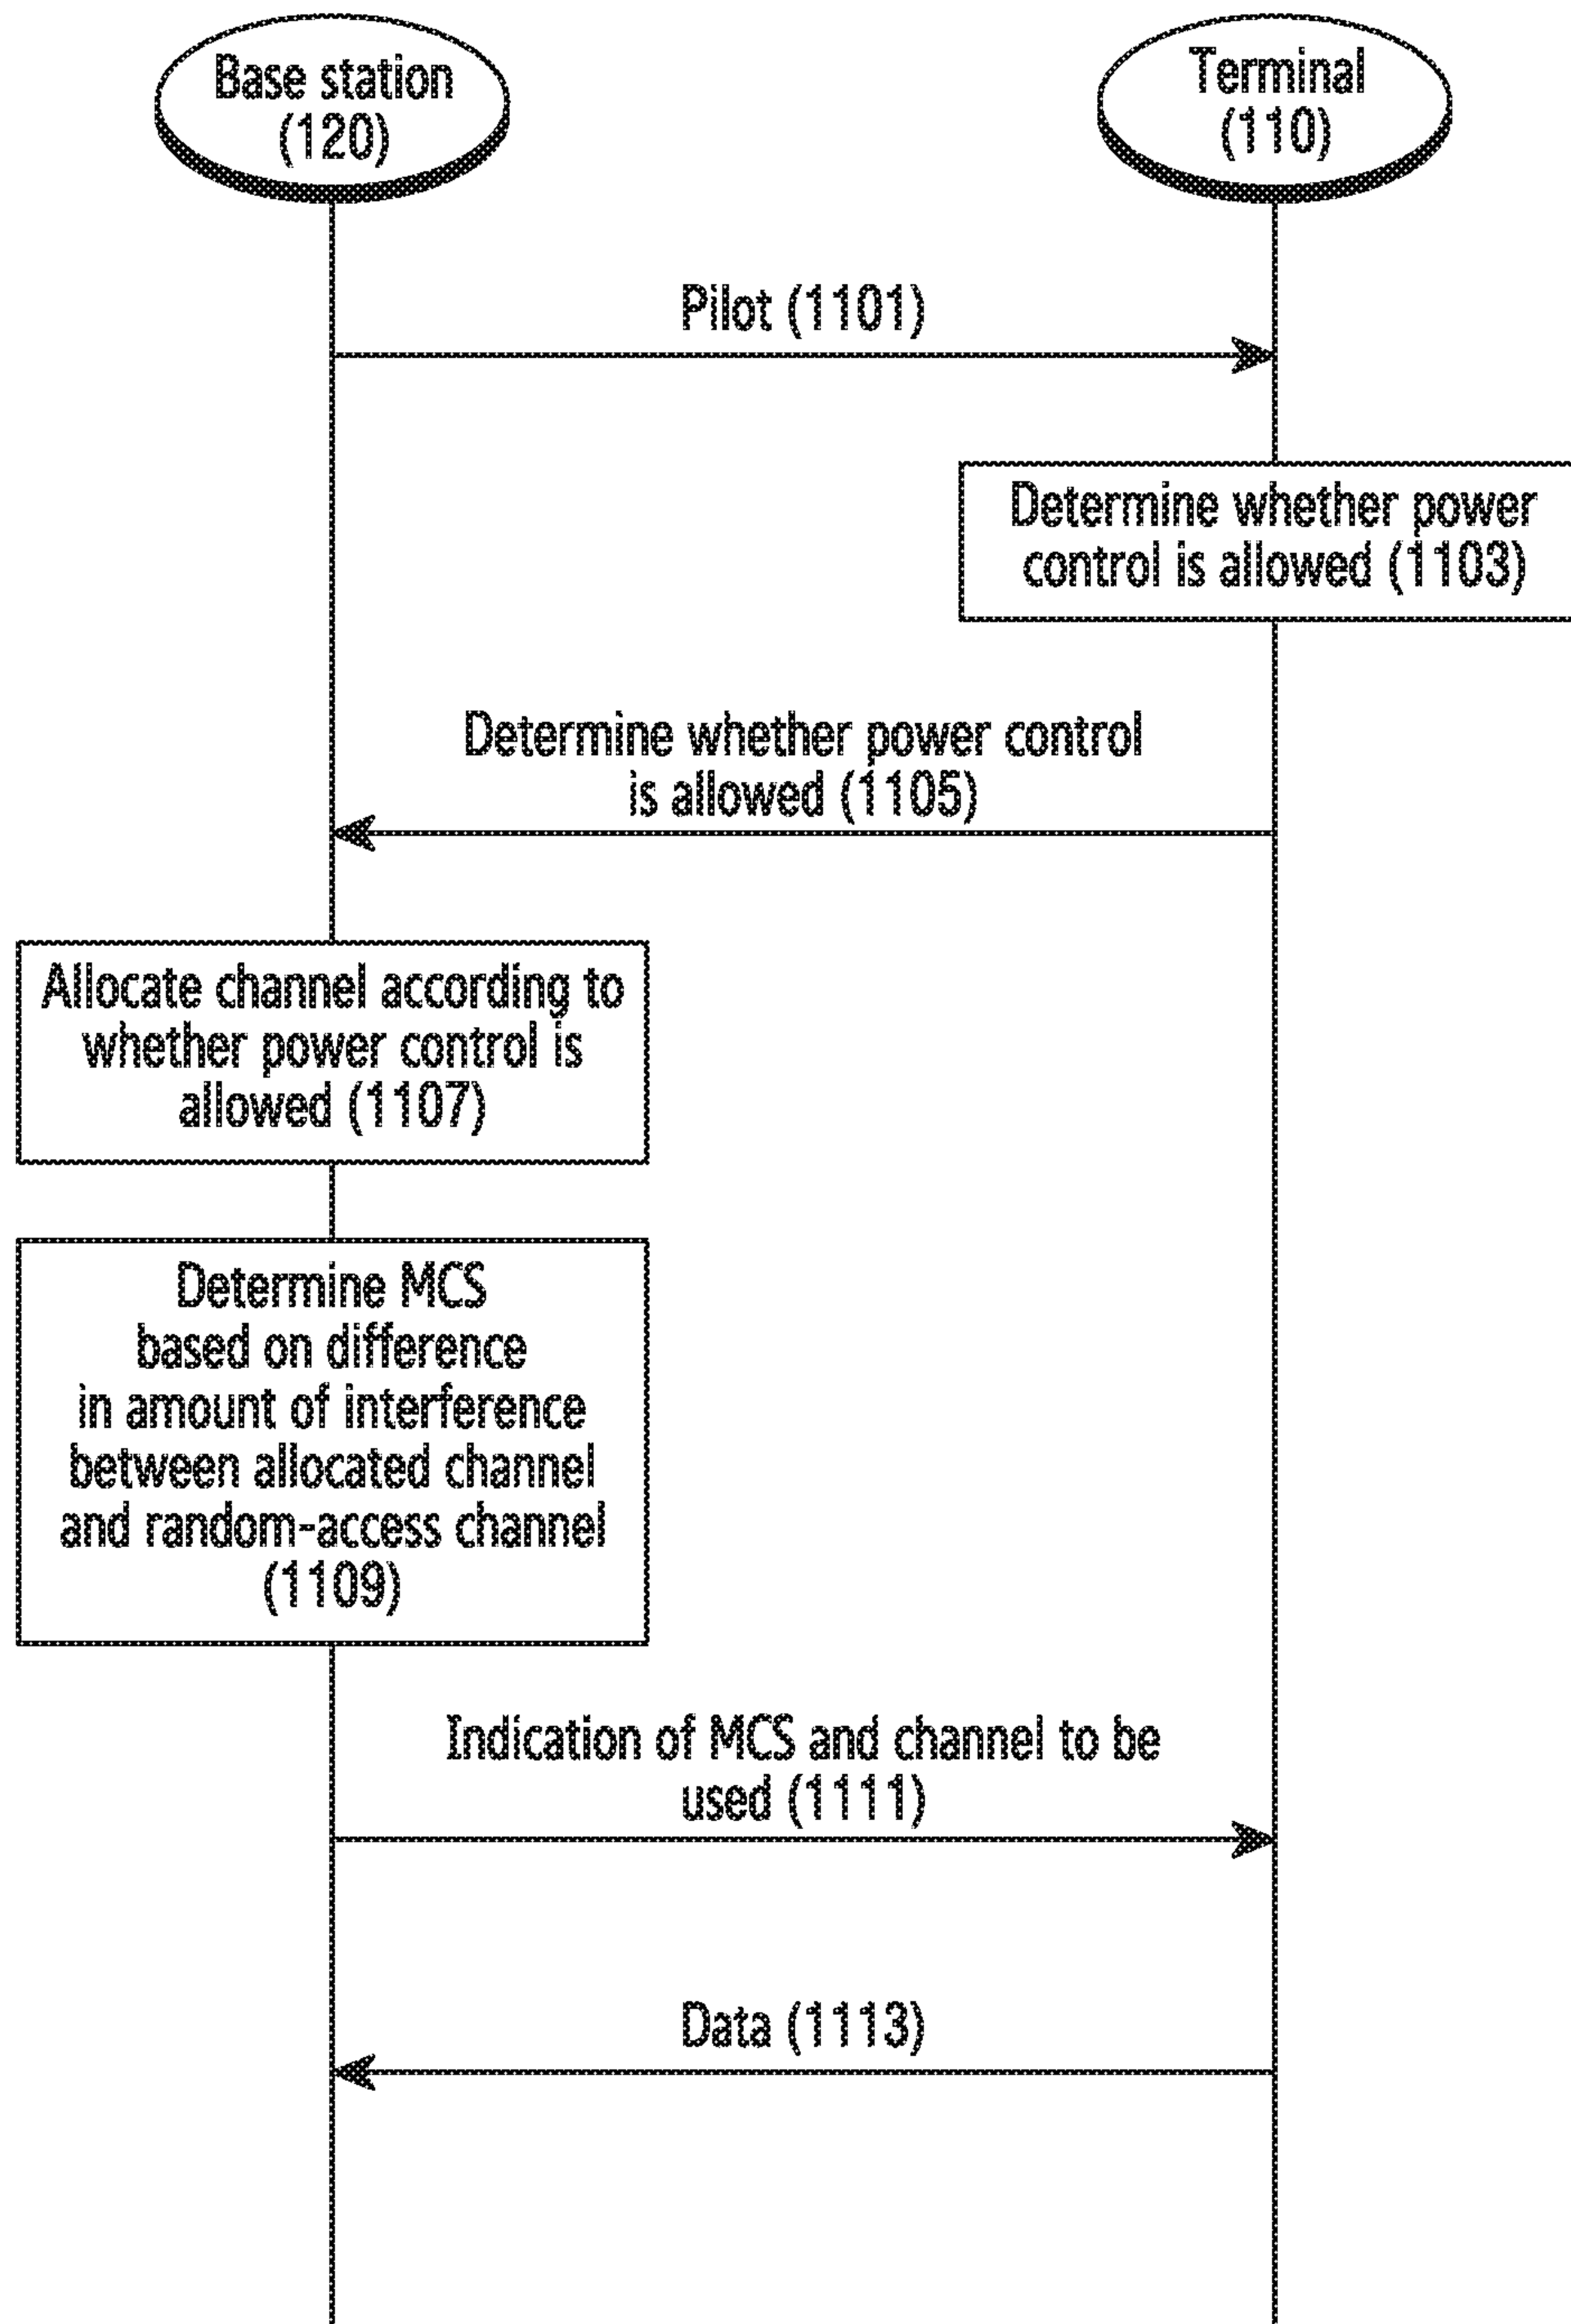 Base station
(120)
Terminal
(110)
Pilot (1101)
Determine whether power
control is allowed (1103)
Determine whether power control
is allowed (1105)
Allocate channel according to
whether power control is
allowed (1107)
Determine MCS
based on difference
in amount of interference
between allocated channel
and random-access channel
(1109)
Indication of MCS and channel to be
used (1111)
Data (1113)